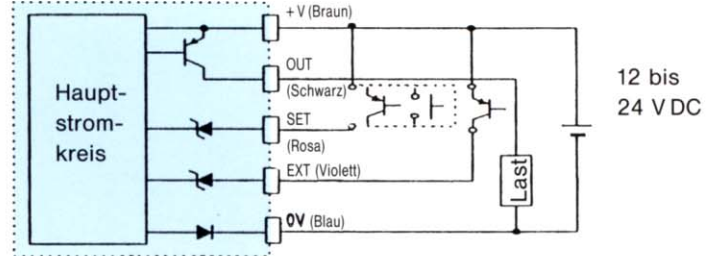 +V (Braun)
OUT
(Schwarz)
SET
(Rosa)
EXT (Violett)
0V (Blau)
Haupt-
strom-
kreis
Last
12 bis
24 V DC